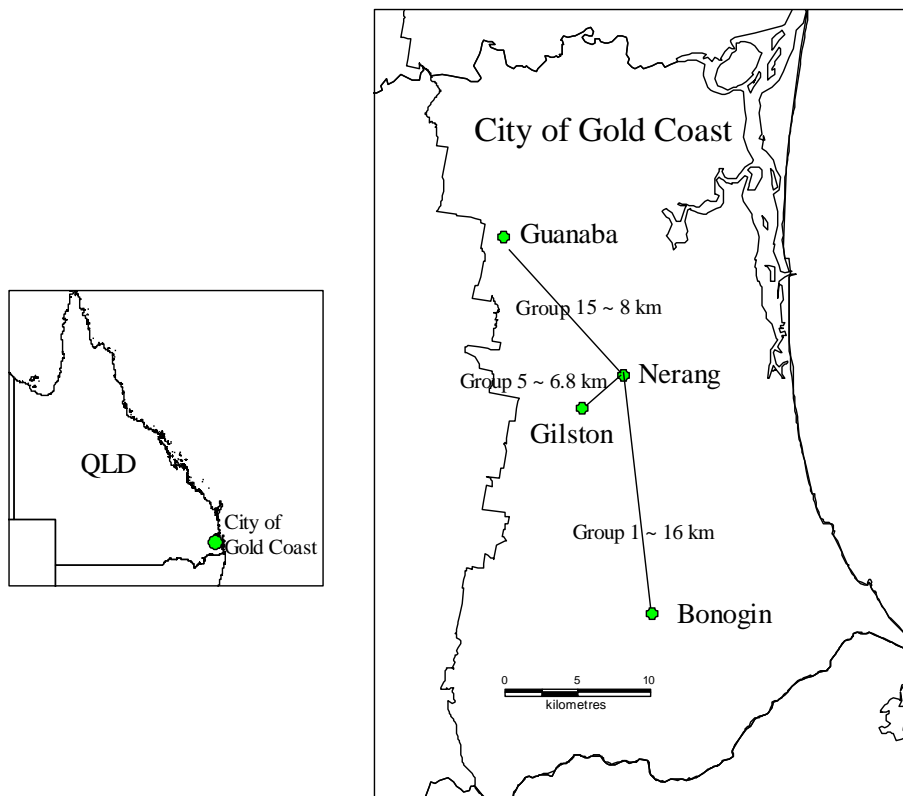 City of Gold Coast
Guanaba
Group 15 ~ 8 km
Nerang
Group 5 ~ 6.8 km
Gilston
Group 1 ~ 16 km
Bonogin
0 5 10
kilometres
QLD
City of
Gold Coast